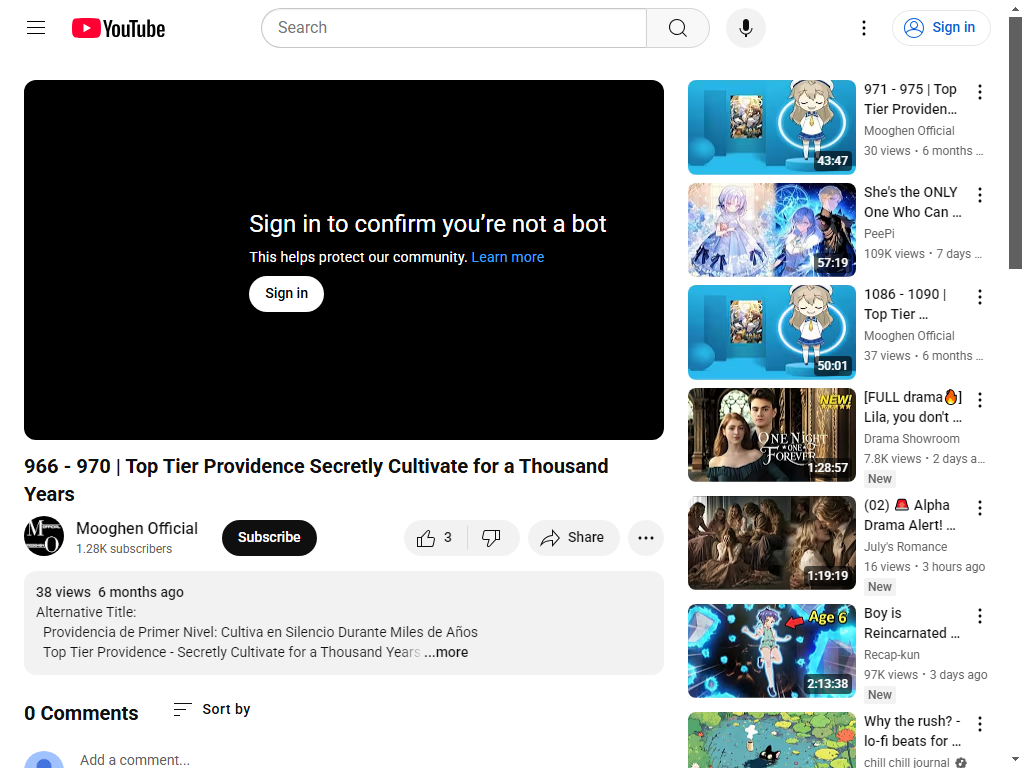 YouTube
Search
Sign in
Sign in to confirm you’re not a bot
This helps protect our community. Learn more
Sign in
966 - 970 | Top Tier Providence Secretly Cultivate for a Thousand
Years
Mooghen Official
1.28K subscribers
Subscribe
3
Share
38 views 6 months ago
Alternative Title:
Providencia de Primer Nivel: Cultiva en Silencio Durante Miles de Años
Top Tier Providence - Secretly Cultivate for a Thousand Years ...more
0 Comments
Sort by
Add a comment...
43:47
971 - 975 | Top
Tier Providen...
Mooghen Official
30 views • 6 months ...
57:19
She's the ONLY
One Who Can ...
PeePi
109K views • 7 days ...
50:01
1086 - 1090 |
Top Tier ...
Mooghen Official
37 views • 6 months ...
NEW!
ONE NIGHT
ONE
FOREVER
1:28:57
[FULL drama🔥]
Lila, you don't ...
Drama Showroom
7.8K views • 2 days a...
New
1:19:19
(02) 🚨 Alpha
Drama Alert! ...
July's Romance
16 views • 3 hours ago
New
Age 6
2:13:38
Boy is
Reincarnated ...
Recap-kun
97K views • 3 days ago
New
Why the rush? -
lo-fi beats for ...
chill chill journal